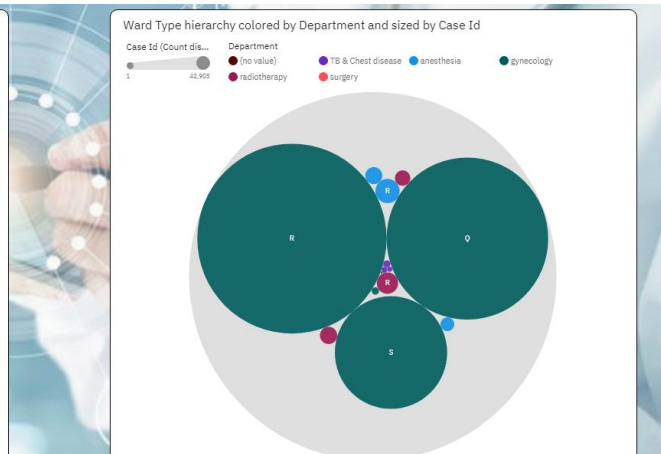 Ward Type hierarchy colored by Department and sized by Case Id
Case Id (Count dis...
1 42,905
Department
(no value) TB & Chest disease anesthesia gynecology
radiotherapy surgery
R
R Q
R
S